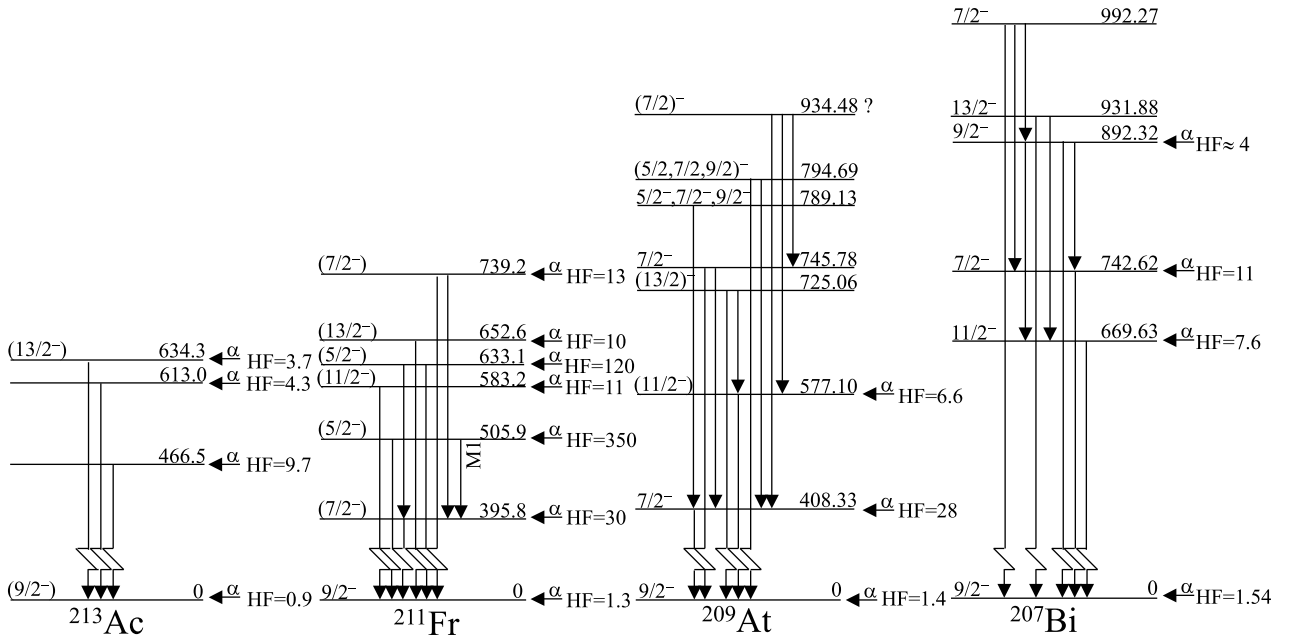 (13/2⁻) 634.3 α HF=3.7
613.0 α HF=4.3
466.5 α HF=9.7
(9/2⁻) 0 α HF=0.9
²¹³Ac
(7/2⁻) 739.2 α HF=13
(13/2⁻) 652.6 α HF=10
(5/2⁻) 633.1 α HF=120
(11/2⁻) 583.2 α HF=11
(5/2⁻) 505.9 α HF=350
M1
(7/2⁻) 395.8 α HF=30
9/2⁻ 0 α HF=1.3
²¹¹Fr
(7/2)⁻ 934.48 ?
(5/2,7/2,9/2)⁻ 794.69
5/2⁻,7/2⁻,9/2⁻ 789.13
7/2⁻ 745.78
(13/2)⁻ 725.06
(11/2⁻) 577.10 α HF=6.6
7/2⁻ 408.33 α HF=28
9/2⁻ 0 α HF=1.4
²⁰⁹At
7/2⁻ 992.27
13/2⁻ 931.88
9/2⁻ 892.32 α HF≈ 4
7/2⁻ 742.62 α HF=11
11/2⁻ 669.63 α HF=7.6
9/2⁻ 0 α HF=1.54
²⁰⁷Bi